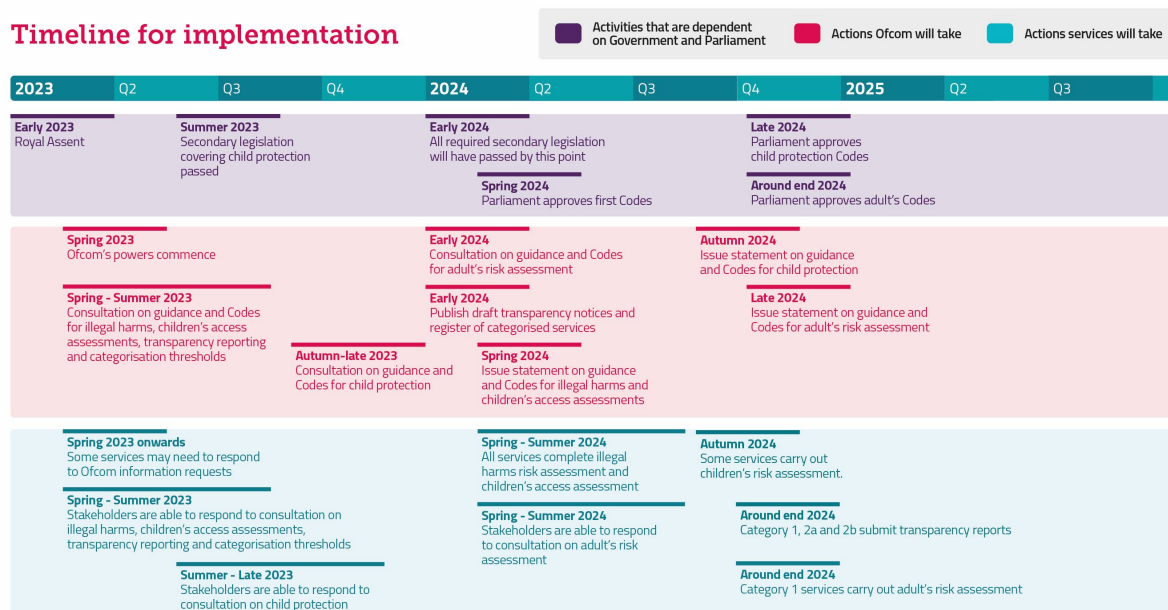 Timeline for implementation
Activities that are dependent
on Government and Parliament
Actions Ofcom will take
Actions services will take
2023
Q2
Q3
Q4
2024
Q2
Q3
Q4
2025
Q2
Q3
Early 2023
Royal Assent
Summer 2023
Secondary legislation
covering child protection
passed
Early 2024
All required secondary legislation
will have passed by this point
Spring 2024
Parliament approves first Codes
Late 2024
Parliament approves
child protection Codes
Around end 2024
Parliament approves adult's Codes
Spring 2023
Ofcom's powers commence
Spring - Summer 2023
Consultation on guidance and Codes
for illegal harms, children's access
assessments, transparency reporting
and categorisation thresholds
Autumn-late 2023
Consultation on guidance and
Codes for child protection
Early 2024
Consultation on guidance and Codes
for adult's risk assessment
Early 2024
Publish draft transparency notices and
register of categorised services
Spring 2024
Issue statement on guidance
and Codes for illegal harms and
children's access assessments
Autumn 2024
Issue statement on guidance
and Codes for child protection
Late 2024
Issue statement on guidance and
Codes for adult's risk assessment
Spring 2023 onwards
Some services may need to respond
to Ofcom information requests
Spring - Summer 2023
Stakeholders are able to respond to consultation on
illegal harms, children's access assessments,
transparency reporting and categorisation thresholds
Summer - Late 2023
Stakeholders are able to respond to
consultation on child protection
Spring - Summer 2024
All services complete illegal
harms risk assessment and
children's access assessment
Spring - Summer 2024
Stakeholders are able to respond
to consultation on adult's risk
assessment
Autumn 2024
Some services carry out
children's risk assessment.
Around end 2024
Category 1, 2a and 2b submit transparency reports
Around end 2024
Category 1 services carry out adult's risk assessment